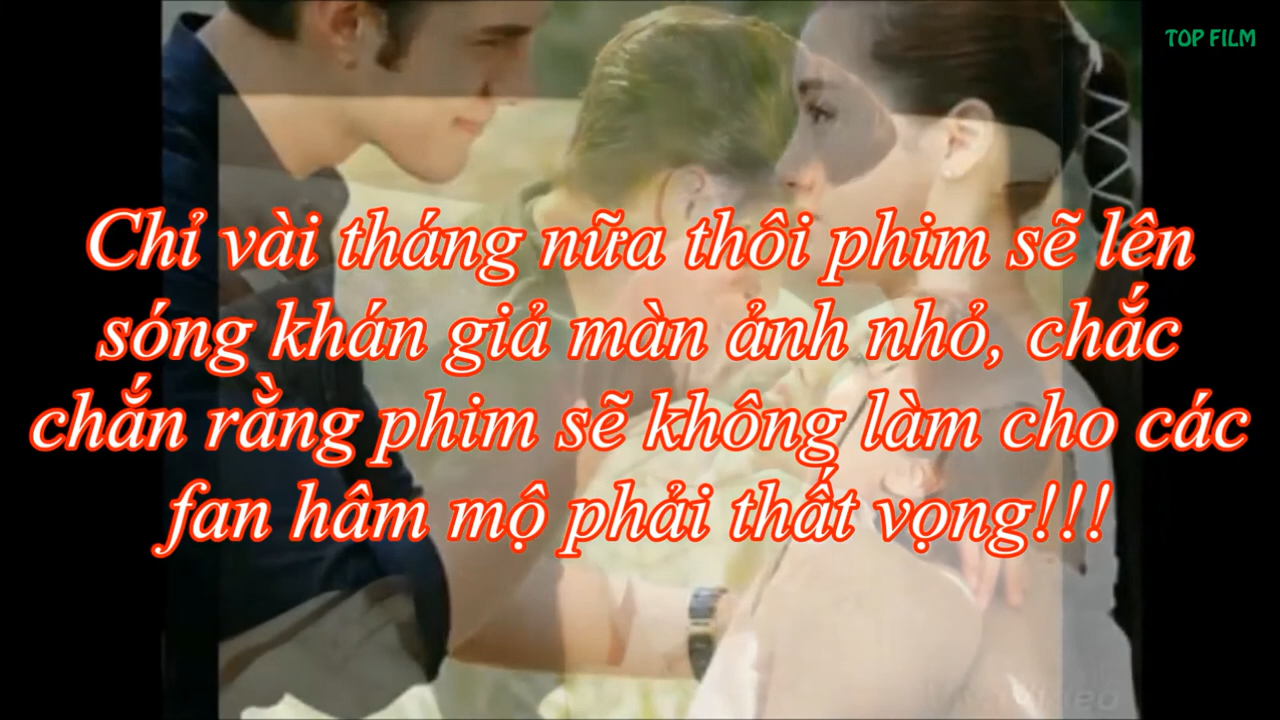 TOP FILM
Chỉ vài tháng nữa thôi phim sẽ lên
sóng khán giả màn ảnh nhỏ, chắc
chắn rằng phim sẽ không làm cho các
fan hâm mộ phải thất vọng!!!